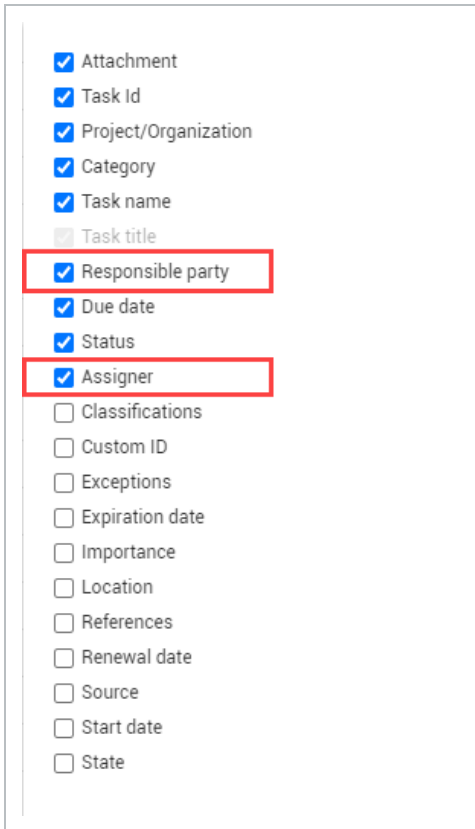 Attachment
Task Id
Project/Organization
Category
Task name
Task title
Responsible party
Due date
Status
Assigner
Classifications
Custom ID
Exceptions
Expiration date
Importance
Location
References
Renewal date
Source
Start date
State